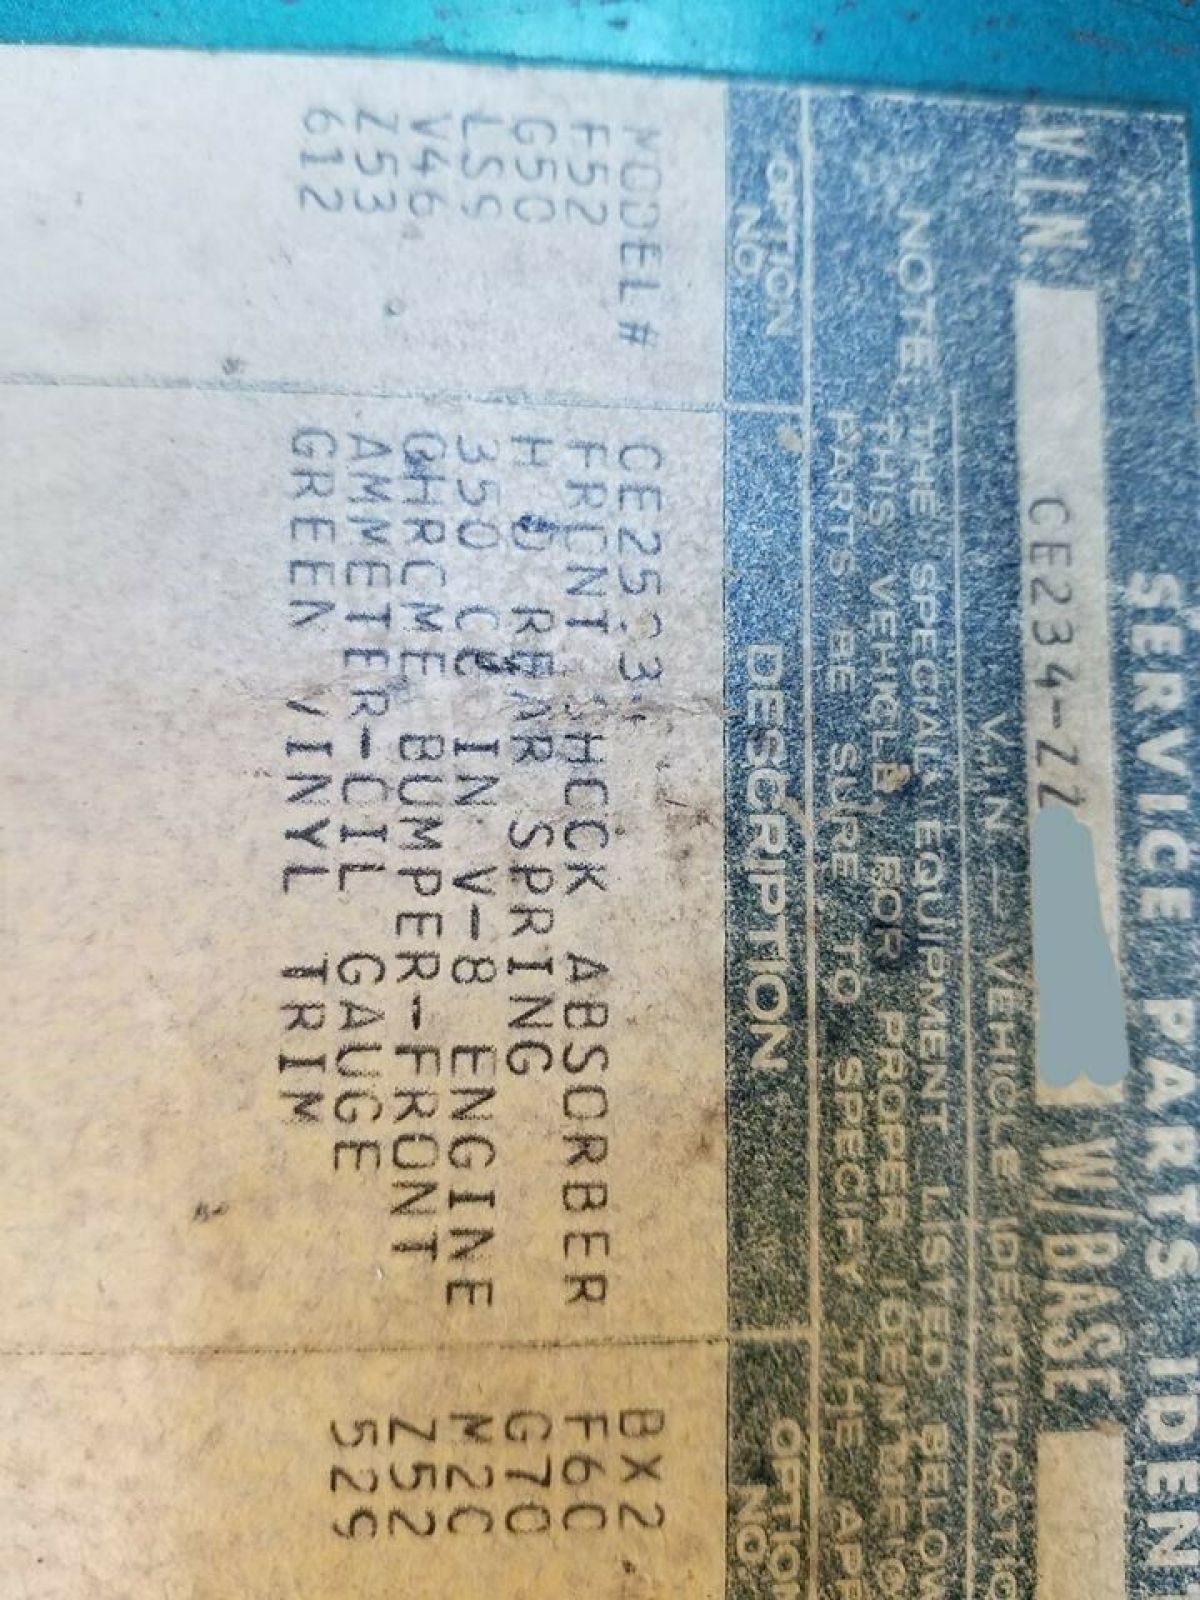 SERVICE PARTS IDENT
V.I.N. CE234-ZZ W/BASE
V.I.N — VEHICLE IDENTIFICATIO
NOTE: THE SPECIAL EQUIPMENT LISTED BELOW
THIS VEHICLE. FOR PROPER IDENTIFIC
PARTS BE SURE TO SPECIFY THE APP
OPTION NO. DESCRIPTION OPTION NO.
MODEL# BX2
F52 FRONT SHOCK ABSORBER F60
G50 H D REAR SPRING G70
LS9 350 CU IN V-8 ENGINE M20
V46 CHROME BUMPER-FRONT Z52
Z53 AMMETER-OIL GAUGE 529
612 GREEN VINYL TRIM